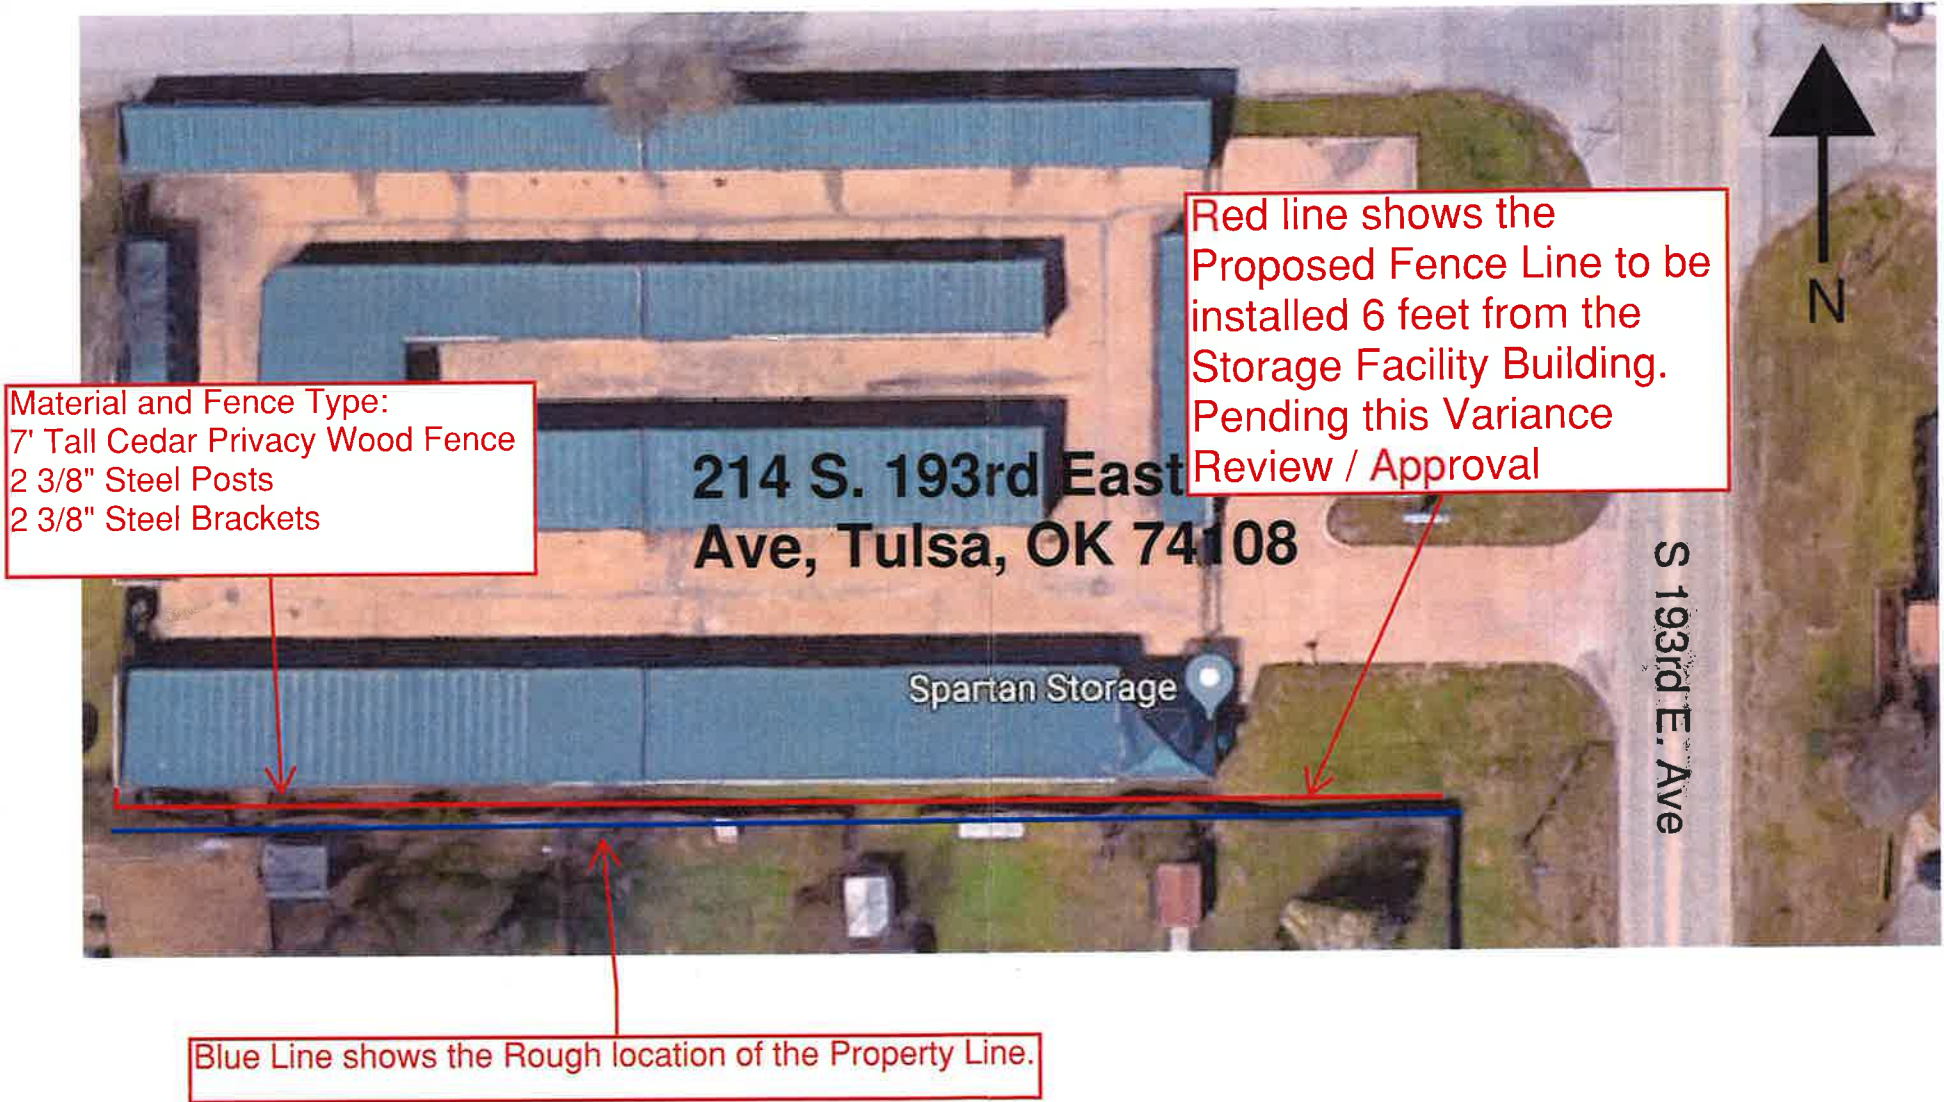 Red line shows the
Proposed Fence Line to be
installed 6 feet from the
Storage Facility Building.
Pending this Variance
Review / Approval
N
Material and Fence Type:
7' Tall Cedar Privacy Wood Fence
2 3/8" Steel Posts
2 3/8" Steel Brackets
214 S. 193rd East
Ave, Tulsa, OK 74108
S 193rd E. Ave
Spartan Storage
Blue Line shows the Rough location of the Property Line.